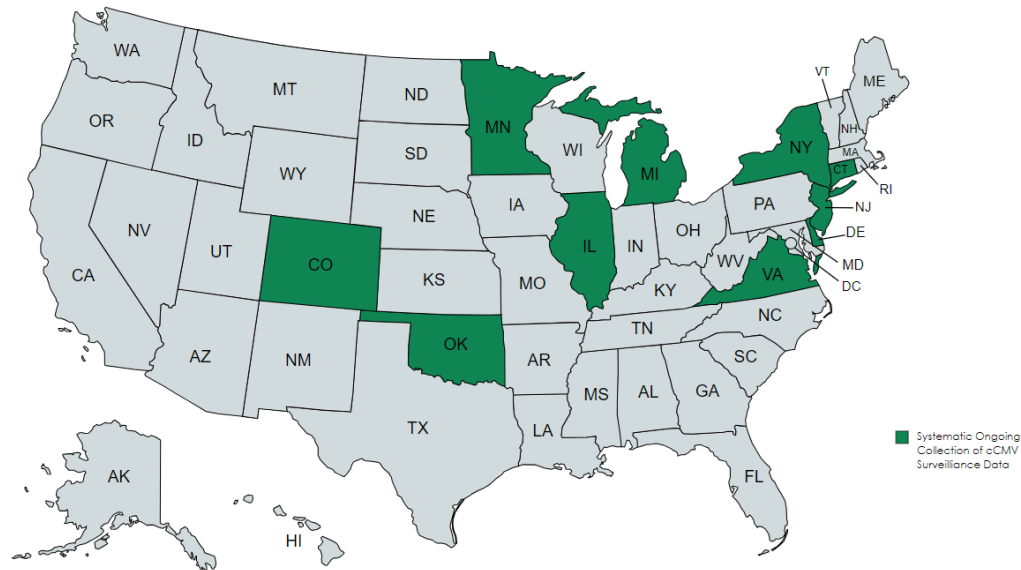 WA
MT
ND
MN
VT
ME
OR
ID
SD
WI
MI
NY
NH
MA
CT
RI
WY
NE
IA
PA
NJ
NV
UT
CO
IL
IN
OH
DE
CA
KS
MO
WV
VA
MD
DC
KY
AZ
NM
OK
AR
TN
NC
SC
MS
AL
GA
TX
LA
FL
AK
HI
Systematic Ongoing
Collection of cCMV
Surveillance Data